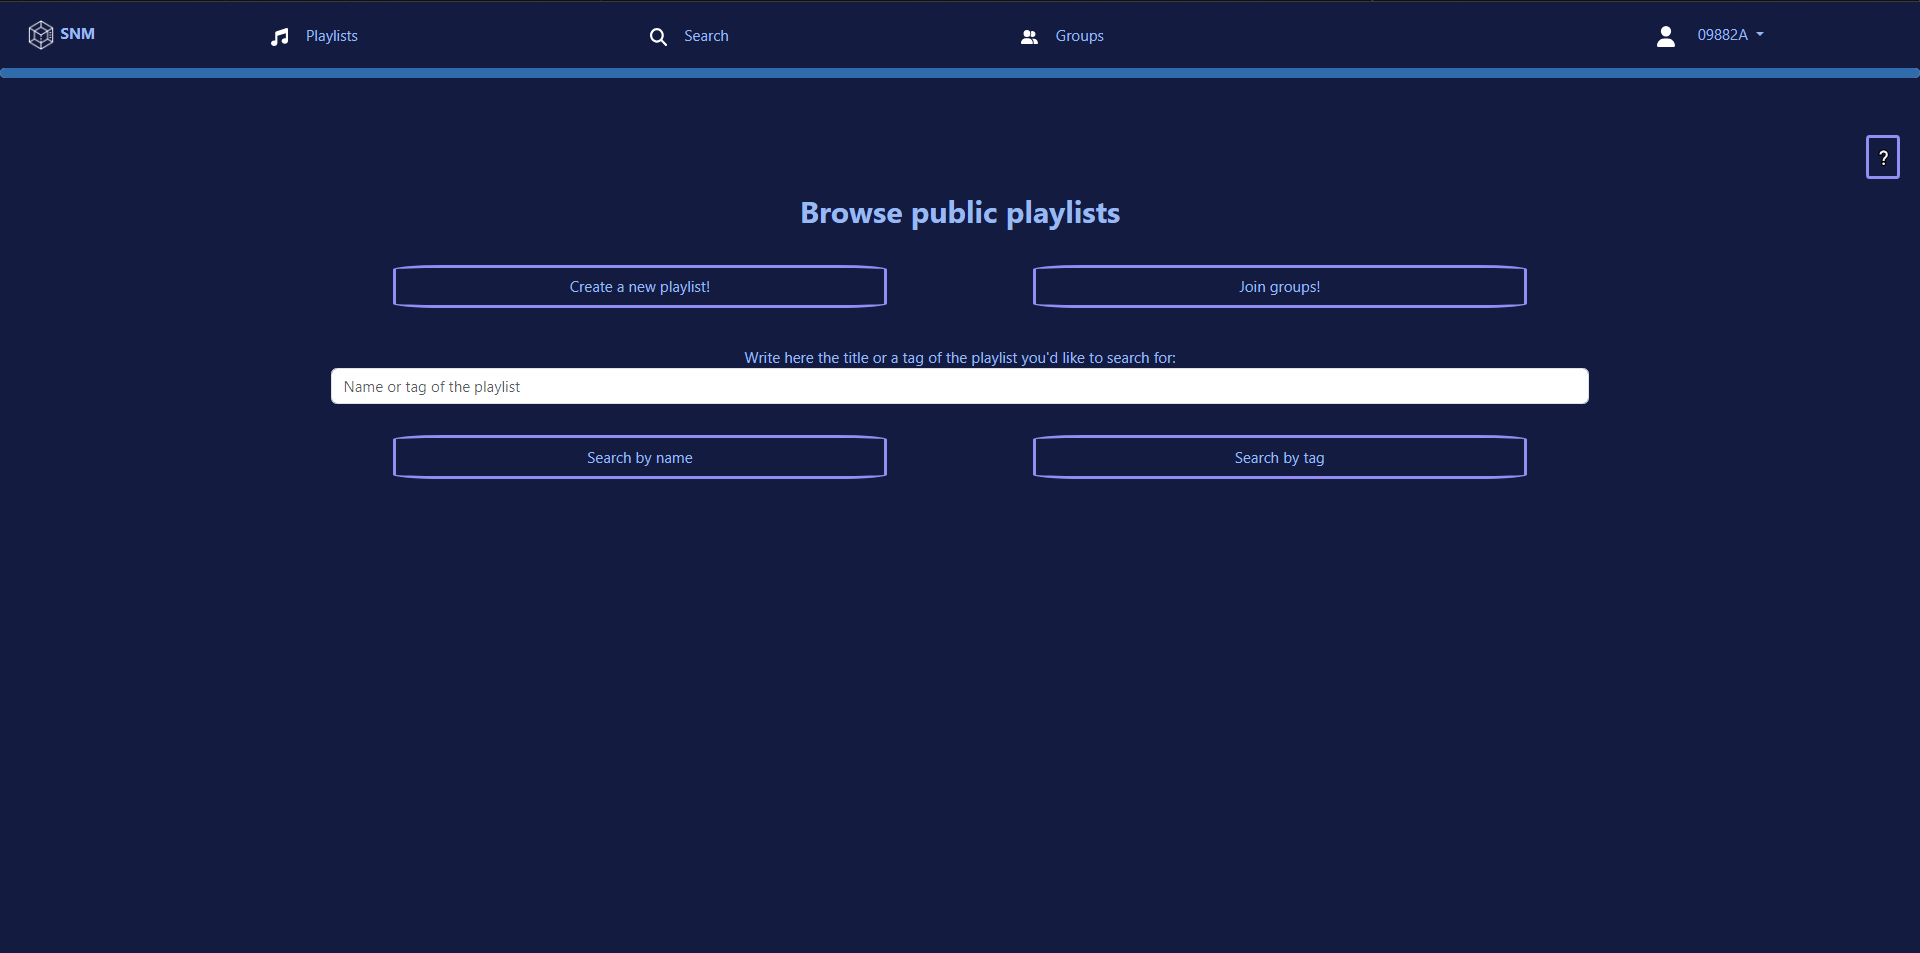 SNM
Playlists
Search
Groups
09882A
?
Browse public playlists
Create a new playlist!
Join groups!
Write here the title or a tag of the playlist you'd like to search for:
Name or tag of the playlist
Search by name
Search by tag